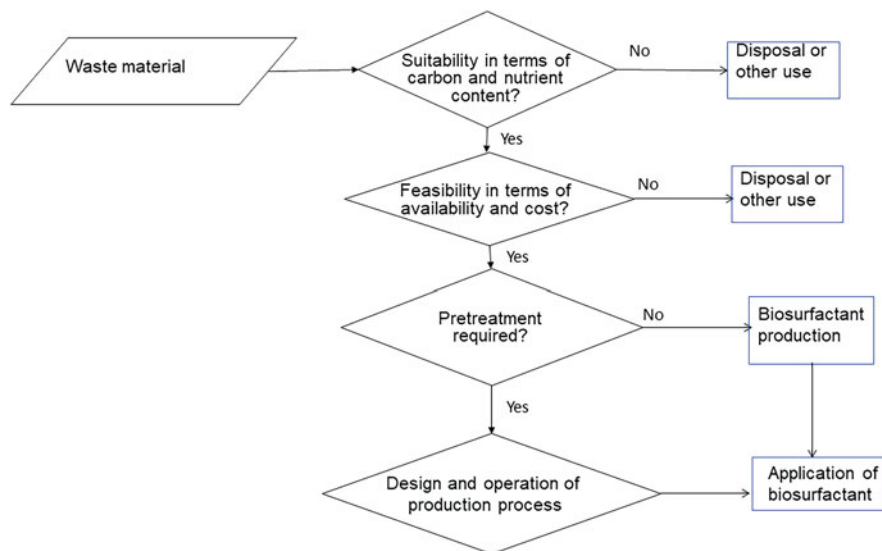 Waste material
Suitability in terms of
carbon and nutrient
content?
No
Disposal or
other use
Yes
Feasibility in terms of
availability and cost?
No
Disposal or
other use
Yes
Pretreatment
required?
No
Biosurfactant
production
Yes
Design and operation of
production process
Application of
biosurfactant